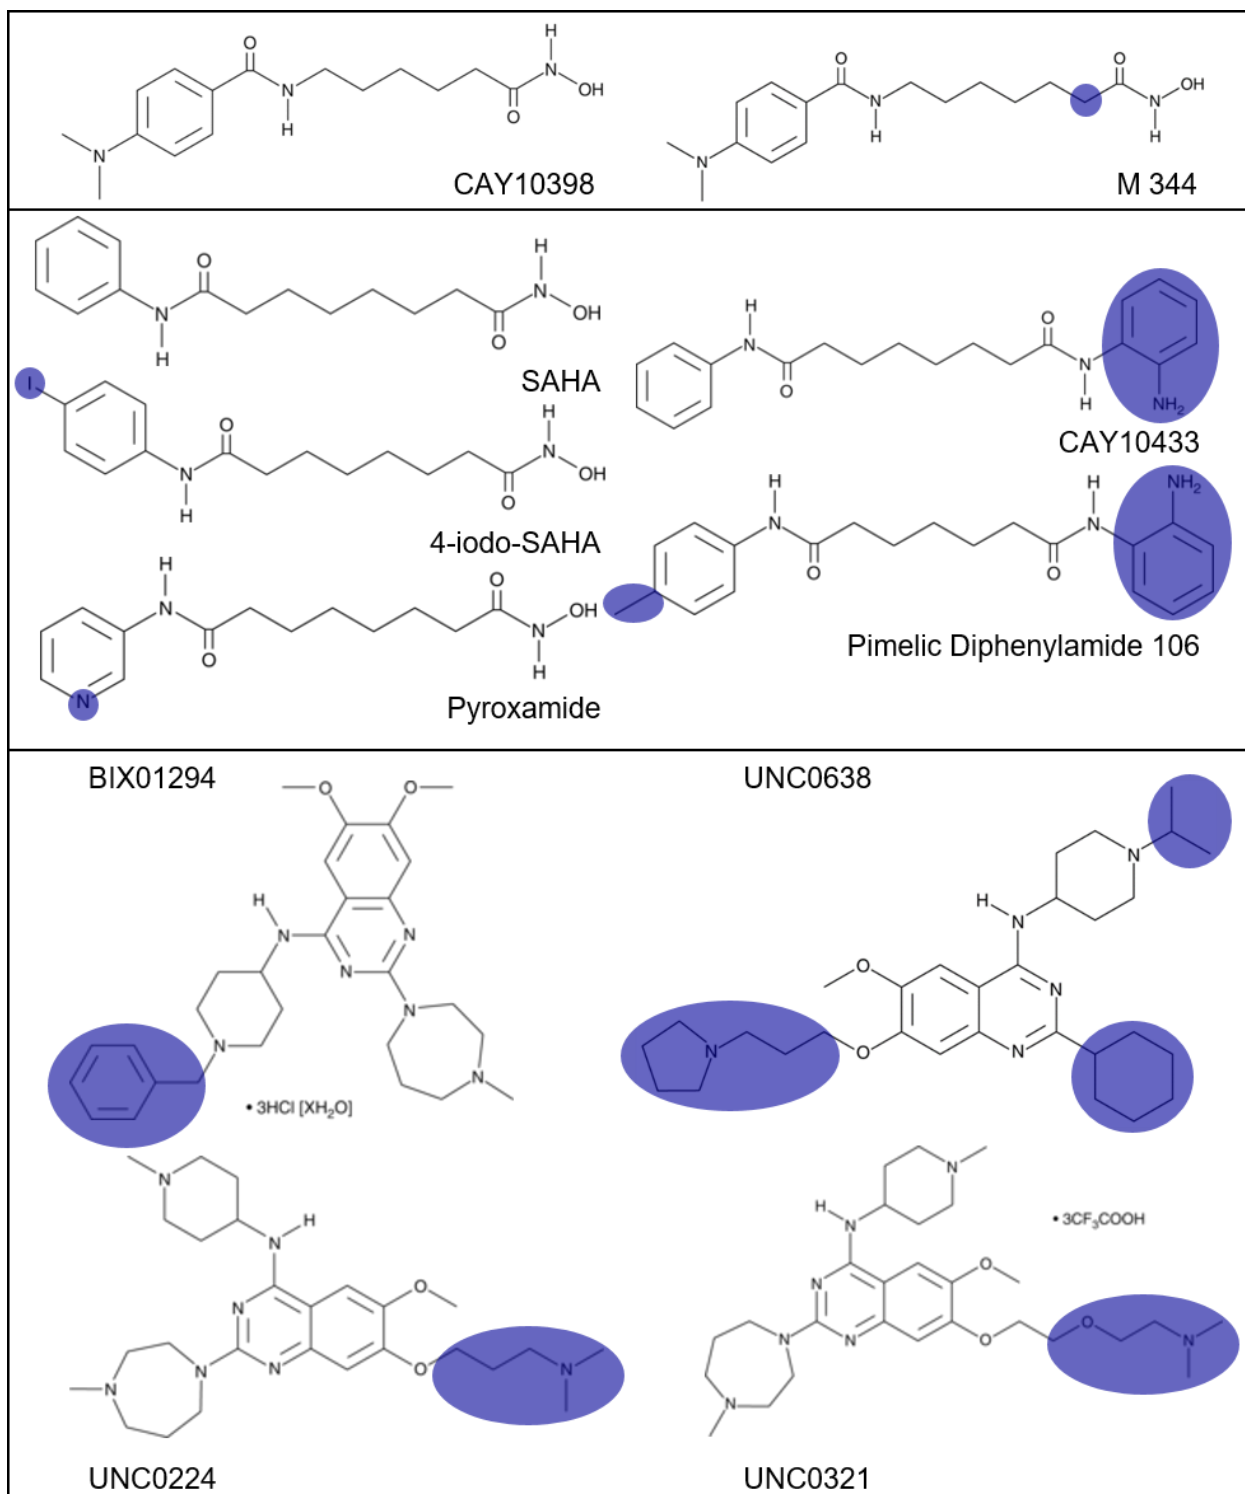 CAY10398
M 344
SAHA
4-iodo-SAHA
Pyroxamide
CAY10433
Pimelic Diphenylamide 106
BIX01294
• 3HCl [XH₂O]
UNC0638
UNC0224
• 3CF₃COOH
UNC0321